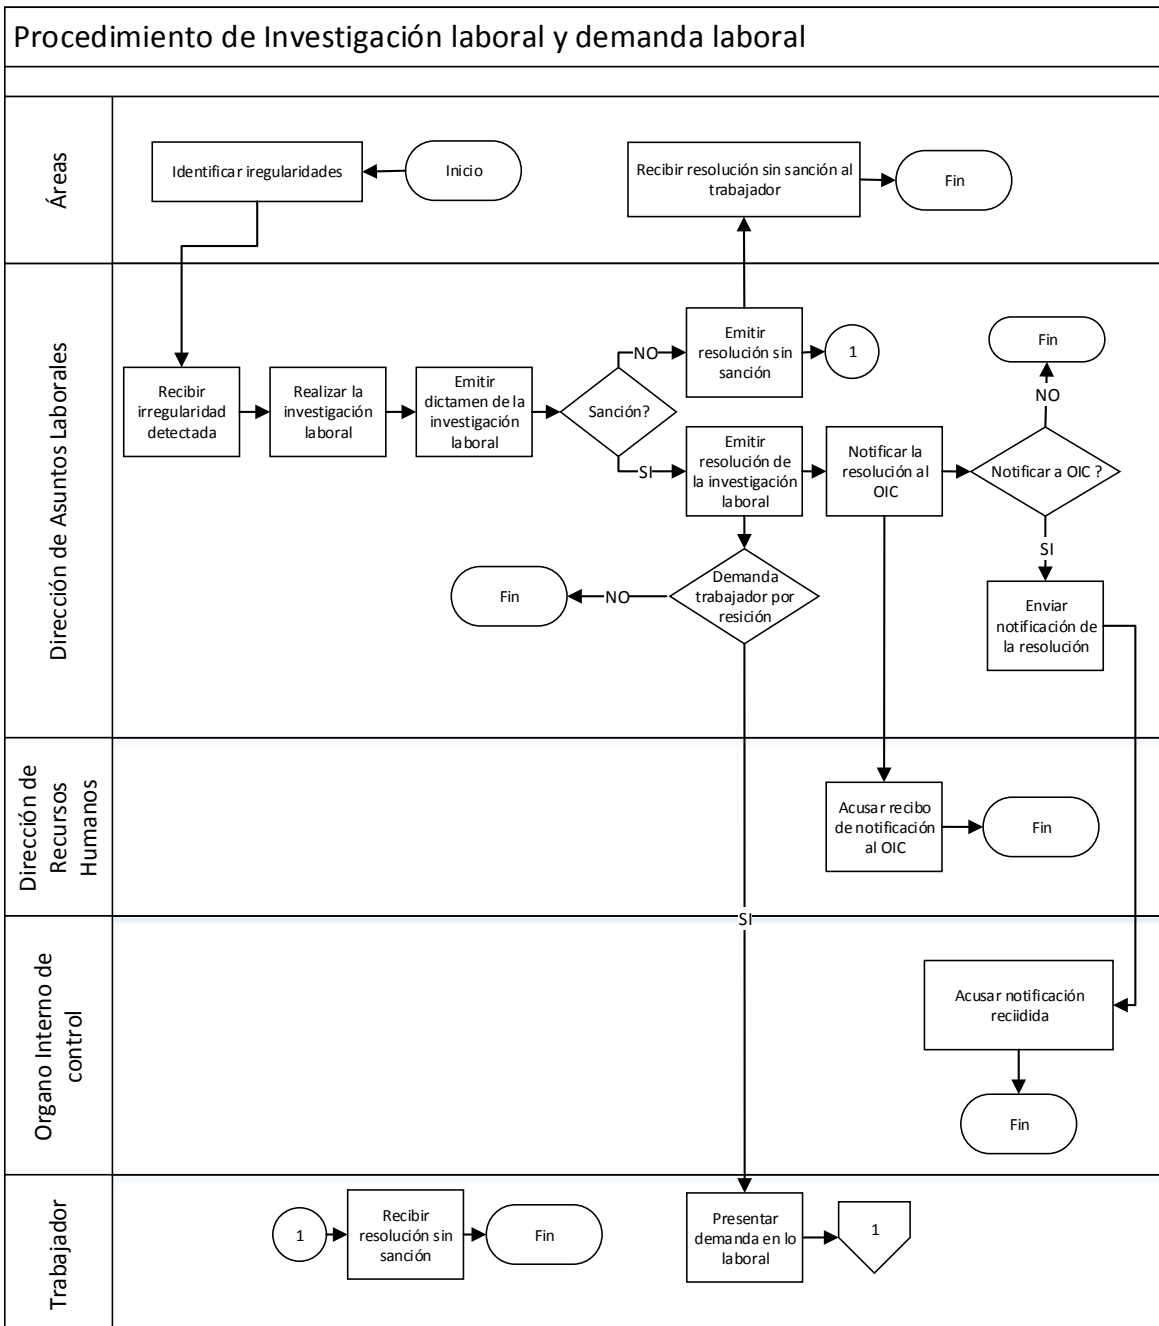 Procedimiento de Investigación laboral y demanda laboral
Áreas
Identificar iregularidades
Inicio
Recibir resolución sin sanción al
trabajador
Fin
Dirección de Asuntos Laborales
Recibir
irregularidad
detectada
Realizar la
investigación
laboral
Emitir
dictamen de la
investigación
laboral
Sanción?
NO
Emitir
resolución sin
sanción
1
SI
Emitir
resolución de
la investigación
laboral
Notificar la
resolución al
OIC
Notificar a OIC ?
NO
Fin
SI
Enviar
notificación de
la resolución
Demanda
trabajador por
resición
NO
Fin
SI
Dirección de
Recursos
Humanos
Acusar recibo
de notificación
al OIC
Fin
Organo Interno de
control
Acusar notificación
reciidida
Fin
Trabajador
1
Recibir
resolución sin
sanción
Fin
Presentar
demanda en lo
laboral
1